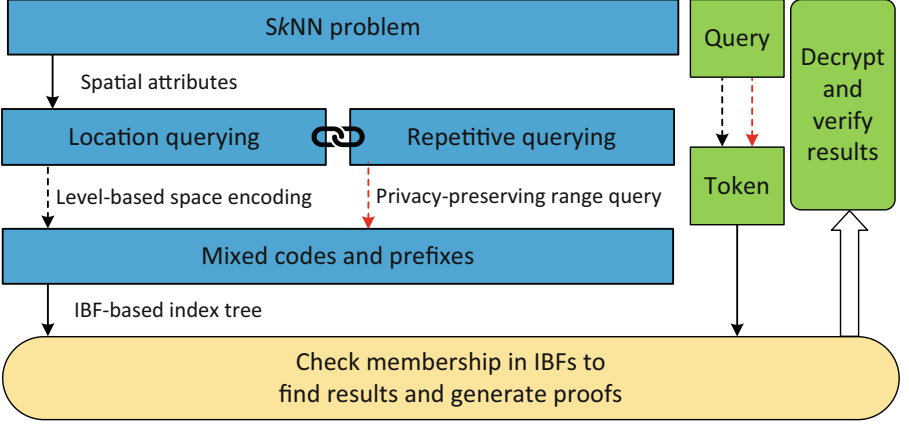 SkNN problem
Spatial attributes
Location querying
Repetitive querying
Level-based space encoding
Privacy-preserving range query
Mixed codes and prefixes
IBF-based index tree
Query
Token
Decrypt
and
verify
results
Check membership in IBFs to
find results and generate proofs